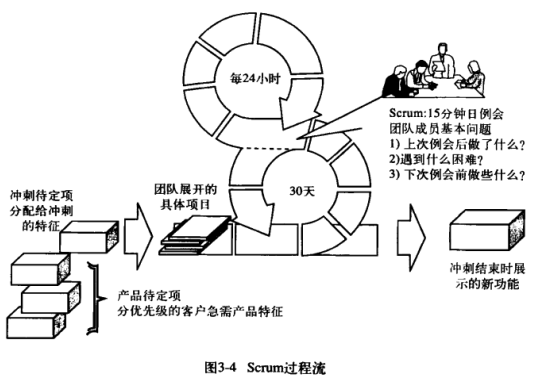 每24小时
Scrum:15分钟日例会
团队成员基本问题
1) 上次例会后做了什么?
2)遇到什么困难?
3) 下次例会前做些什么?
冲刺待定项
分配给冲刺
的特征
团队展开的
具体项目
30天
产品待定项
分优先级的客户急需产品特征
冲刺结束时展
示的新功能
图3-4 Scrum过程流